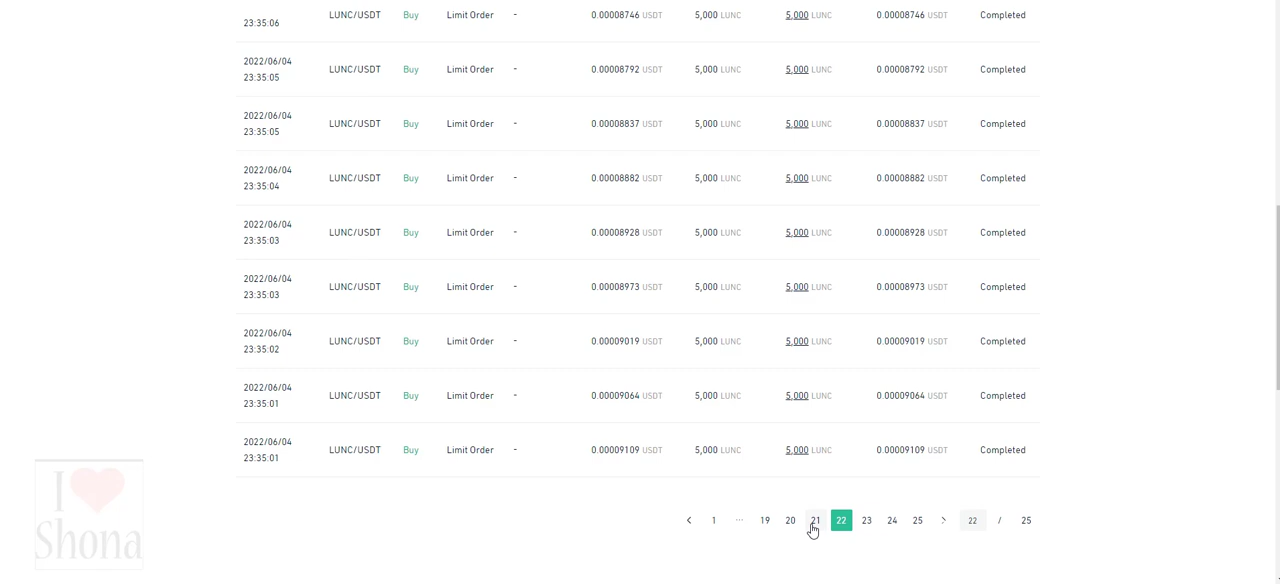 23:35:06 LUNC/USDT Buy Limit Order - 0.00008746 USDT 5,000 LUNC 5,000 LUNC 0.00008746 USDT Completed
2022/06/04
23:35:05 LUNC/USDT Buy Limit Order - 0.00008792 USDT 5,000 LUNC 5,000 LUNC 0.00008792 USDT Completed
2022/06/04
23:35:05 LUNC/USDT Buy Limit Order - 0.00008837 USDT 5,000 LUNC 5,000 LUNC 0.00008837 USDT Completed
2022/06/04
23:35:04 LUNC/USDT Buy Limit Order - 0.00008882 USDT 5,000 LUNC 5,000 LUNC 0.00008882 USDT Completed
2022/06/04
23:35:03 LUNC/USDT Buy Limit Order - 0.00008928 USDT 5,000 LUNC 5,000 LUNC 0.00008928 USDT Completed
2022/06/04
23:35:03 LUNC/USDT Buy Limit Order - 0.00008973 USDT 5,000 LUNC 5,000 LUNC 0.00008973 USDT Completed
2022/06/04
23:35:02 LUNC/USDT Buy Limit Order - 0.00009019 USDT 5,000 LUNC 5,000 LUNC 0.00009019 USDT Completed
2022/06/04
23:35:01 LUNC/USDT Buy Limit Order - 0.00009064 USDT 5,000 LUNC 5,000 LUNC 0.00009064 USDT Completed
2022/06/04
23:35:01 LUNC/USDT Buy Limit Order - 0.00009109 USDT 5,000 LUNC 5,000 LUNC 0.00009109 USDT Completed
I
Shona
< 1 ... 19 20 21 22 23 24 25 > 22 / 25